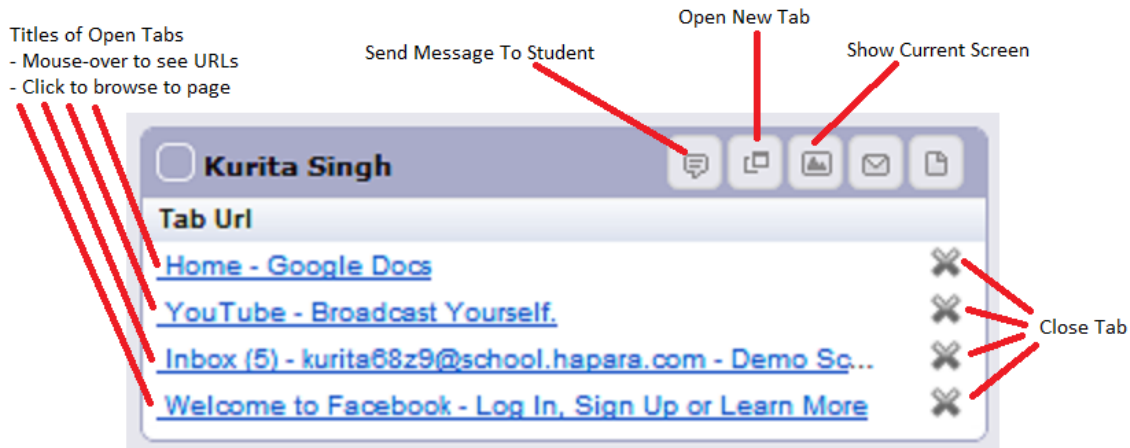 Open New Tab
Titles of Open Tabs
- Mouse-over to see URLs
- Click to browse to page
Send Message To Student
Show Current Screen
Kurita Singh
Tab Url
Home - Google Docs
YouTube - Broadcast Yourself.
Inbox (5) - kurita68z9@school.hapara.com - Demo Sc...
Welcome to Facebook - Log In, Sign Up or Learn More
Close Tab